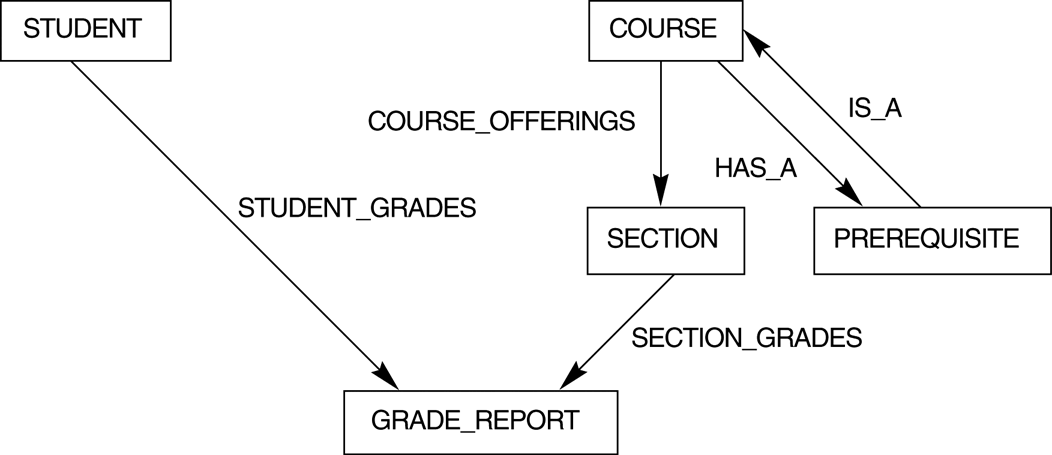 STUDENT
COURSE
COURSE_OFFERINGS
IS_A
HAS_A
STUDENT_GRADES
SECTION
PREREQUISITE
SECTION_GRADES
GRADE_REPORT